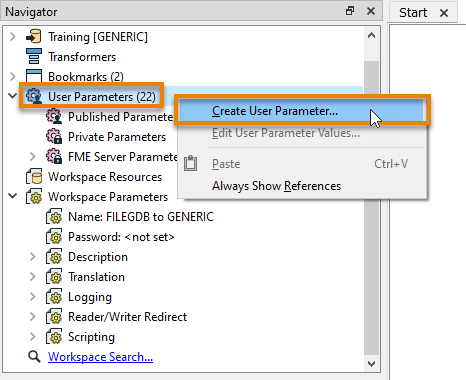 Navigator
Start
Training [GENERIC]
Transformers
Bookmarks (2)
User Parameters (22)
Create User Parameter...
Published Paramete
Edit User Parameter Values...
Private Parameters
FME Server Paramete
Paste Ctrl+V
Workspace Resources
Always Show References
Workspace Parameters
Name: FILEGDB to GENERIC
Password: <not set>
Description
Translation
Logging
Reader/Writer Redirect
Scripting
Workspace Search...